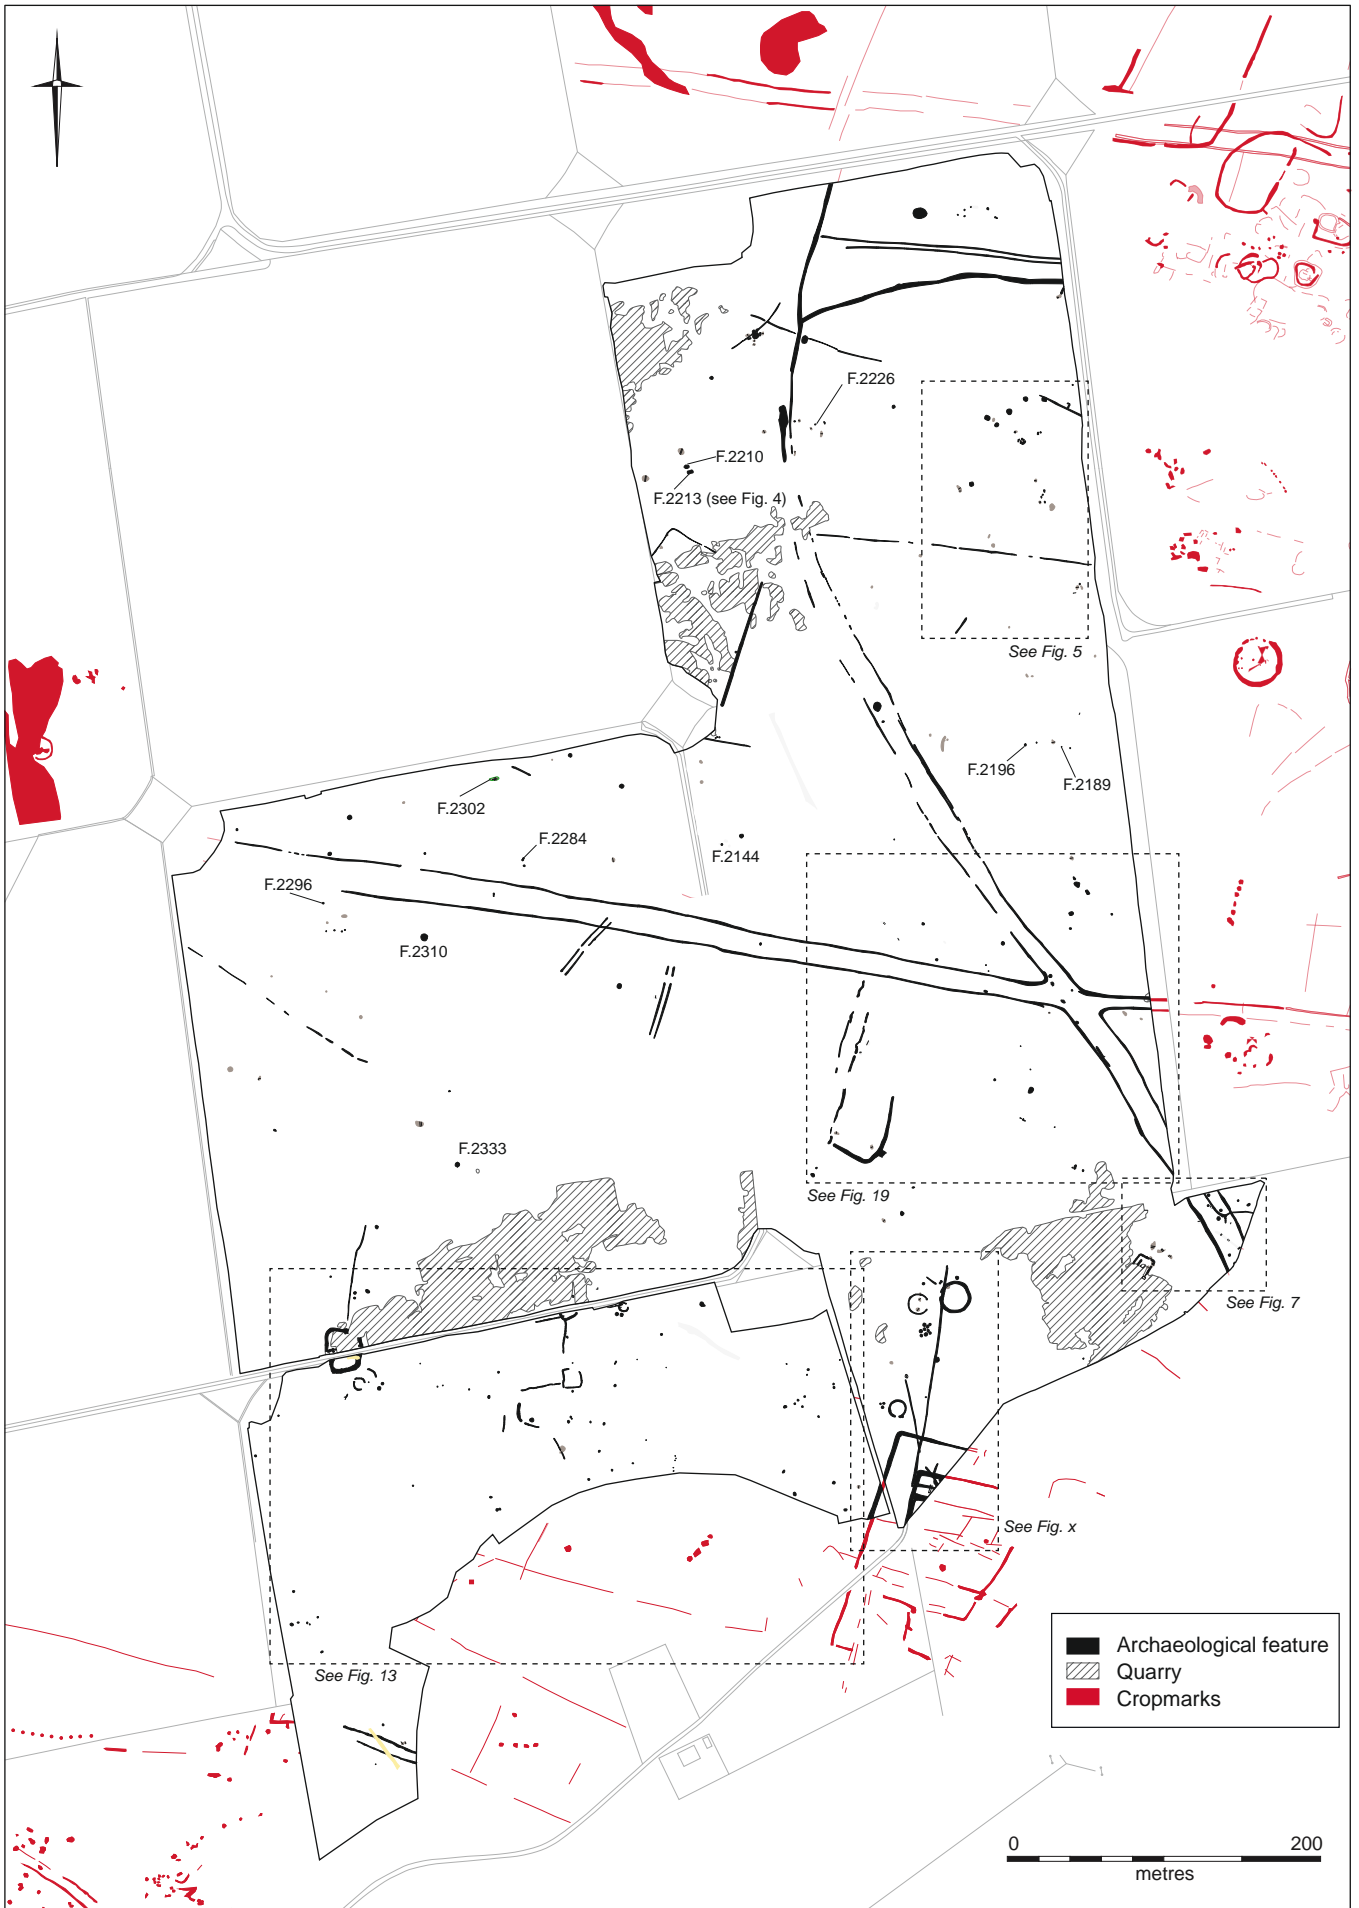 F.2226
F.2210
F.2213 (see Fig. 4)
See Fig. 5
F.2196
F.2189
F.2302
F.2284
F.2144
F.2296
F.2310
F.2333
See Fig. 19
See Fig. 7
See Fig. x
See Fig. 13
Archaeological feature
Quarry
Cropmarks
0 200
metres